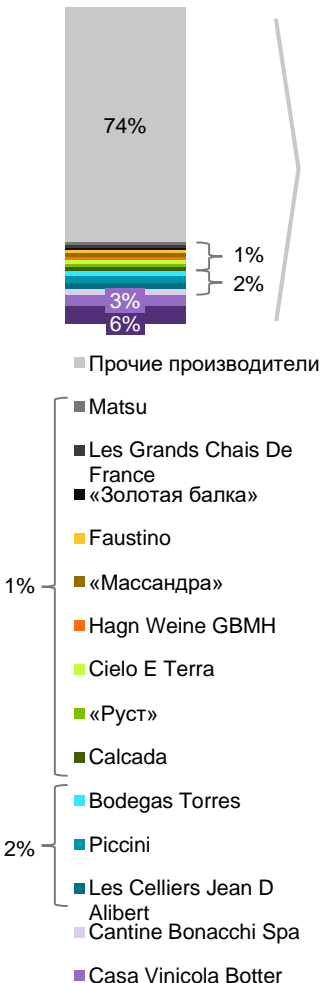 74%
1%
2%
3%
6%
Прочие производители
Matsu
Les Grands Chais De
France
«Золотая балка»
Faustino
«Массандра»
1%
Hagn Weine GBMH
Cielo E Terra
«Руст»
Calcada
Bodegas Torres
Piccini
2%
Les Celliers Jean D
Alibert
Cantine Bonacchi Spa
Casa Vinicola Botter